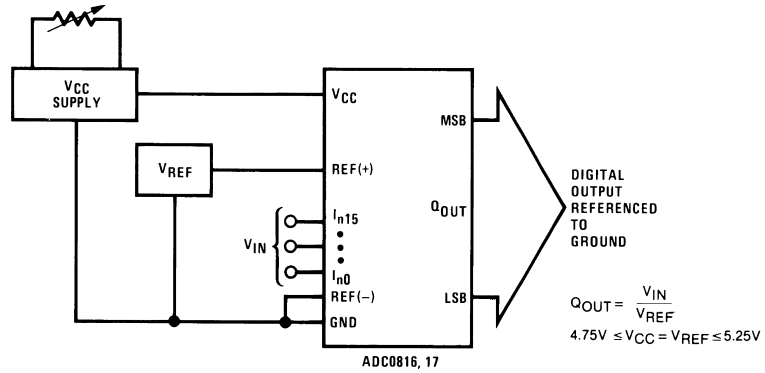 VCC
SUPPLY
VCC
MSB
VREF
REF(+)
DIGITAL
OUTPUT
REFERENCED
TO
GROUND
QOUT
In15
VIN
In0
REF(−)
LSB
GND
QOUT = VIN
VREF
4.75V ≤ VCC = VREF ≤ 5.25V
ADC0816, 17